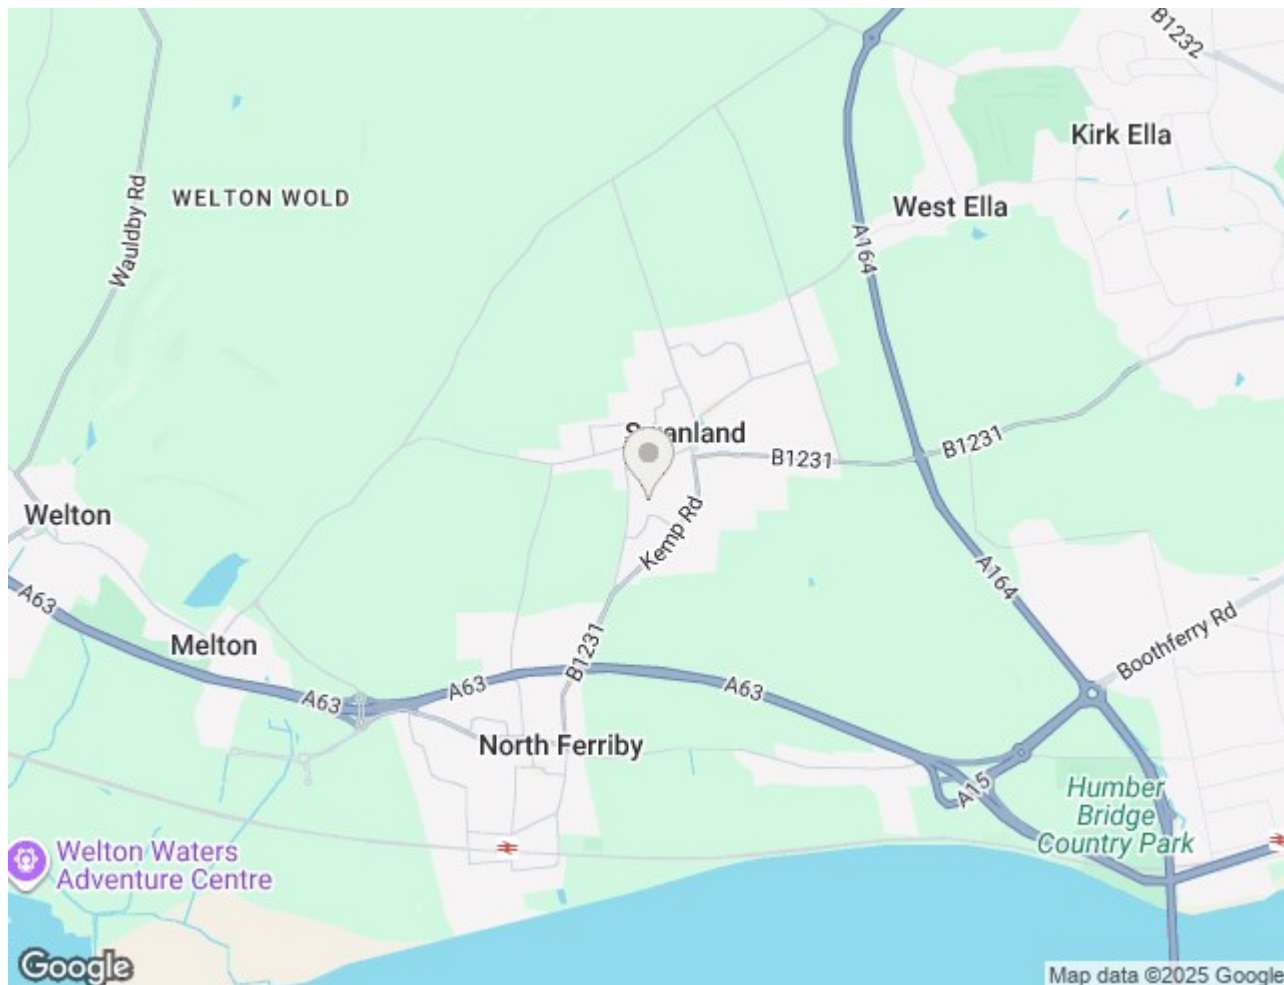 B1232
Kirk Ella
Wauldby Rd
WELTON WOLD
West Ella
A164
Swanland
B1231
B1231
Welton
Kemp Rd
A164
A63
Boothferry Rd
Melton
B1231
A63
A63
A63
North Ferriby
A15
Humber
Bridge
Country Park
Welton Waters
Adventure Centre
Google
Map data ©2025 Google